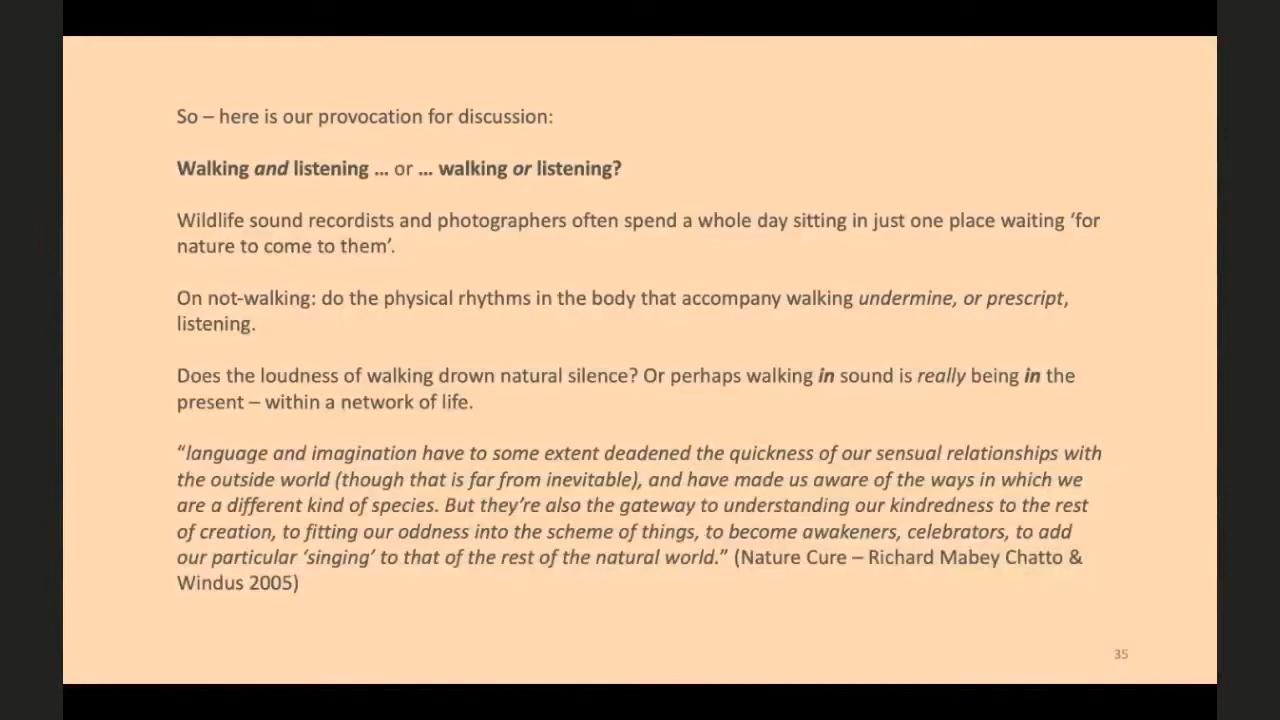 So – here is our provocation for discussion:
Walking and listening … or … walking or listening?
Wildlife sound recordists and photographers often spend a whole day sitting in just one place waiting ‘for
nature to come to them’.
On not-walking: do the physical rhythms in the body that accompany walking undermine, or prescript,
listening.
Does the loudness of walking drown natural silence? Or perhaps walking in sound is really being in the
present – within a network of life.
“language and imagination have to some extent deadened the quickness of our sensual relationships with
the outside world (though that is far from inevitable), and have made us aware of the ways in which we
are a different kind of species. But they’re also the gateway to understanding our kindredness to the rest
of creation, to fitting our oddness into the scheme of things, to become awakeners, celebrators, to add
our particular ‘singing’ to that of the rest of the natural world.” (Nature Cure – Richard Mabey Chatto &
Windus 2005)
35